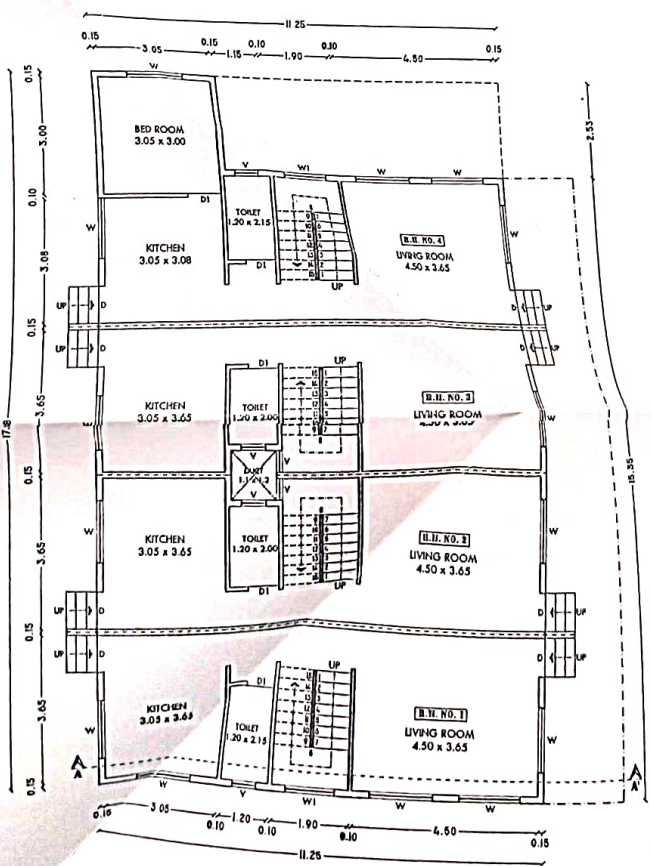 11.25
0.15 0.15 0.10 0.10 0.15
3.05 1.15 1.90 4.50
W
0.15
3.00
BED ROOM
3.05 x 3.00
2.53
V W1 W W
0.10
D1
TOILET
1.20 x 2.15
W
KITCHEN
3.05 x 3.08
R.H. NO. 4
LIVING ROOM
4.50 x 3.65
W
3.08
D1
UP
UP D
D UP
0.15
UP D
D UP
D1
UP
KITCHEN
3.05 x 3.65
TOILET
1.20 x 2.00
R.H. NO. 3
LIVING ROOM
W
W
3.65
17.18
V
DUCT
V
V
0.15
15.35
KITCHEN
3.05 x 3.65
TOILET
1.20 x 2.00
R.H. NO. 2
LIVING ROOM
4.50 x 3.65
W
W
3.65
D1
UP
UP D
D UP
0.15
UP D
D UP
UP
D1
KITCHEN
3.05 x 3.65
TOILET
1.20 x 2.15
R.H. NO. 1
LIVING ROOM
4.50 x 3.65
W
W
3.65
A
A'
0.15
W V W1 W W
0.15 3.05 0.10 1.20 0.10 1.90 0.10 4.50 0.15
11.25